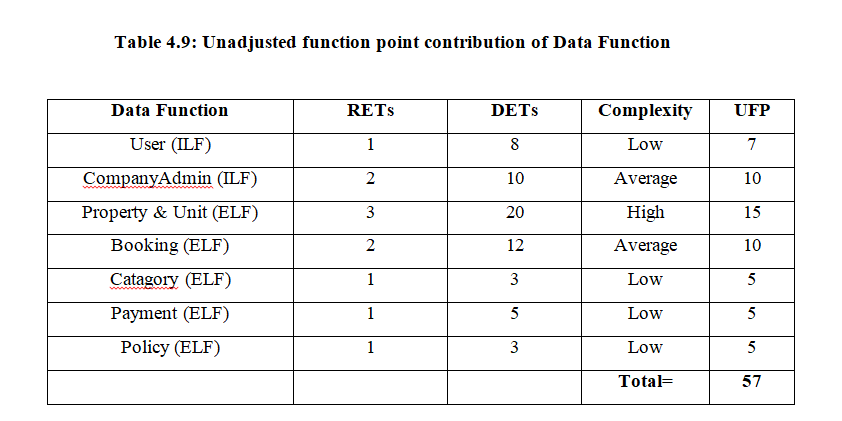 Table 4.9: Unadjusted function point contribution of Data Function
Data Function RETs DETs Complexity UFP
User (ILF) 1 8 Low 7
CompanyAdmin (ILF) 2 10 Average 10
Property & Unit (ELF) 3 20 High 15
Booking (ELF) 2 12 Average 10
Catagory (ELF) 1 3 Low 5
Payment (ELF) 1 5 Low 5
Policy (ELF) 1 3 Low 5
Total= 57